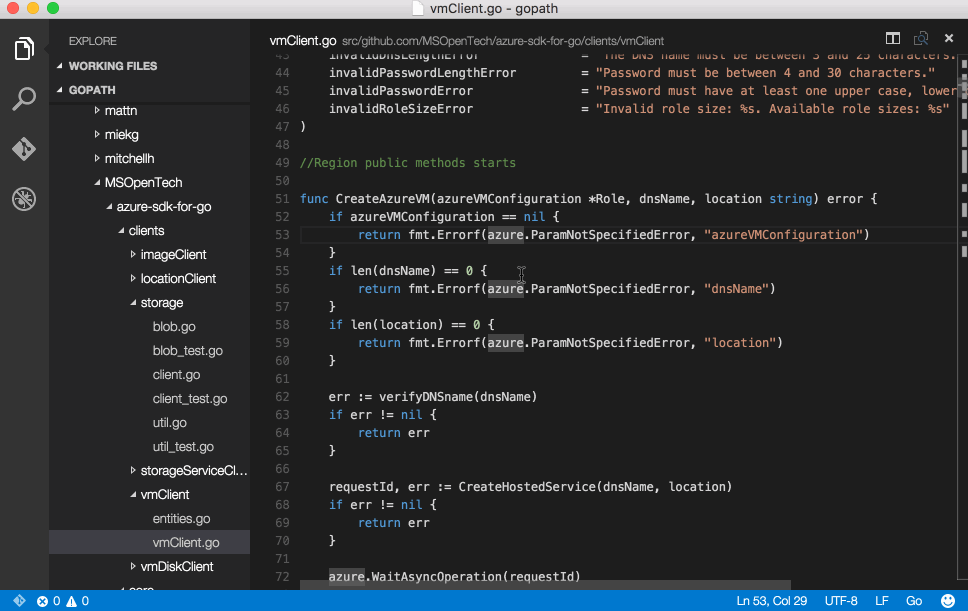 vmClient.go - gopath
EXPLORE
WORKING FILES
GOPATH
mattn
miekg
mitchellh
MSOpenTech
azure-sdk-for-go
clients
imageClient
locationClient
storage
blob.go
blob_test.go
client.go
client_test.go
util.go
util_test.go
storageServiceCl...
vmClient
entities.go
vmClient.go
vmDiskClient
core
vmClient.go src/github.com/MSOpenTech/azure-sdk-for-go/clients/vmClient
43 invalidDnsLengthError = "The DNS name must be between 3 and 25 characters.
44 invalidPasswordLengthError = "Password must be between 4 and 30 characters."
45 invalidPasswordError = "Password must have at least one upper case, lower
46 invalidRoleSizeError = "Invalid role size: %s. Available role sizes: %s"
47 )
48
49 //Region public methods starts
50
51 func CreateAzureVM(azureVMConfiguration *Role, dnsName, location string) error {
52 if azureVMConfiguration == nil {
53 return fmt.Errorf(azure.ParamNotSpecifiedError, "azureVMConfiguration")
54 }
55 if len(dnsName) == 0 {
56 return fmt.Errorf(azure.ParamNotSpecifiedError, "dnsName")
57 }
58 if len(location) == 0 {
59 return fmt.Errorf(azure.ParamNotSpecifiedError, "location")
60 }
61
62 err := verifyDNSname(dnsName)
63 if err != nil {
64 return err
65 }
66
67 requestId, err := CreateHostedService(dnsName, location)
68 if err != nil {
69 return err
70 }
71
72 azure.WaitAsyncOperation(requestId)
0 0 Ln 53, Col 29 UTF-8 LF Go